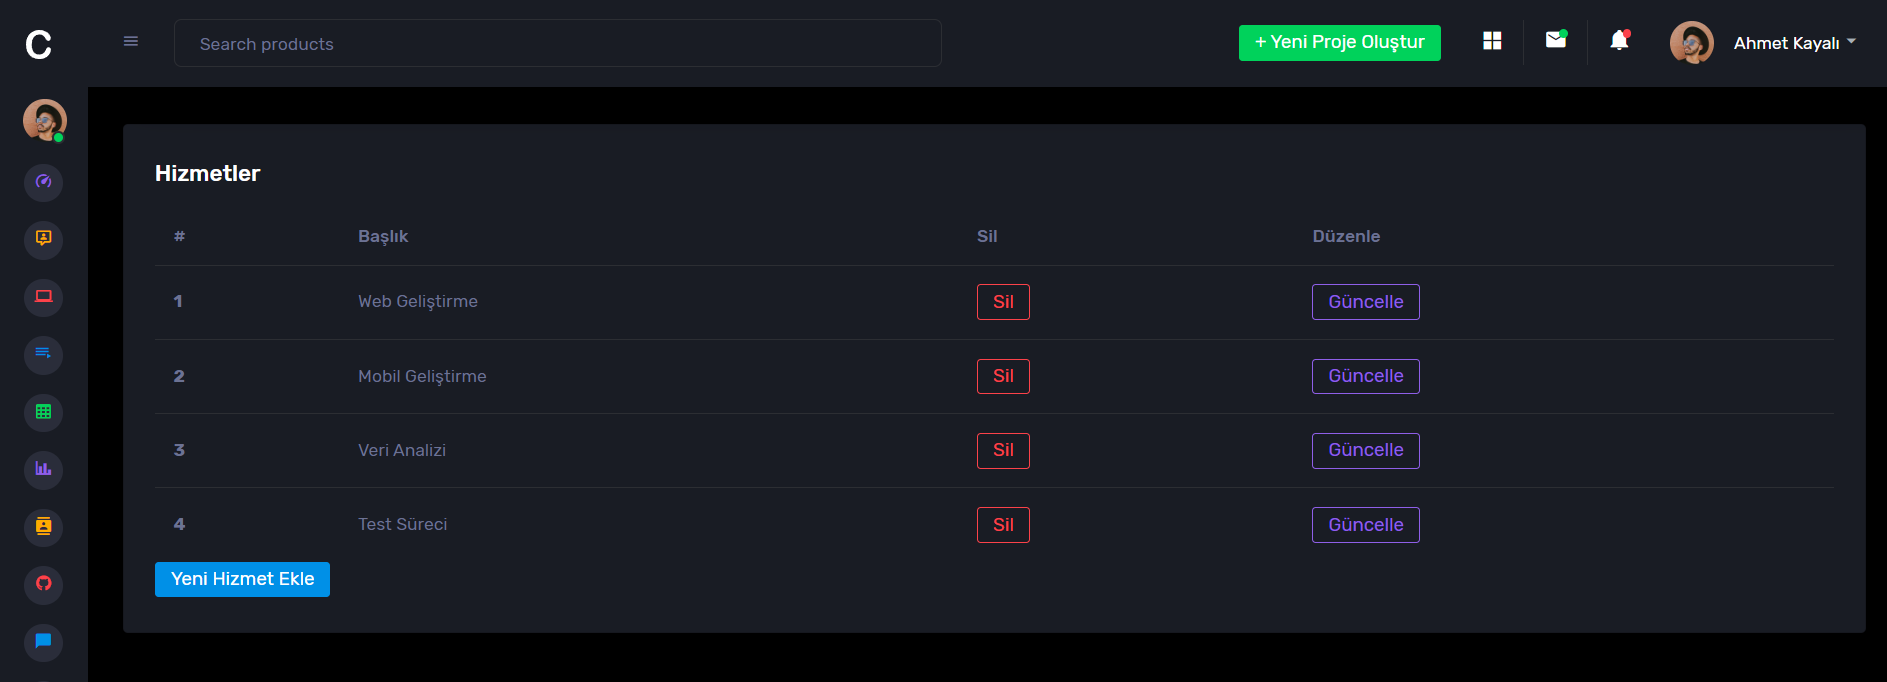 C
Search products
+ Yeni Proje Oluştur
Ahmet Kayalı
Hizmetler
# Başlık Sil Düzenle
1 Web Geliştirme Sil Güncelle
2 Mobil Geliştirme Sil Güncelle
3 Veri Analizi Sil Güncelle
4 Test Süreci Sil Güncelle
Yeni Hizmet Ekle